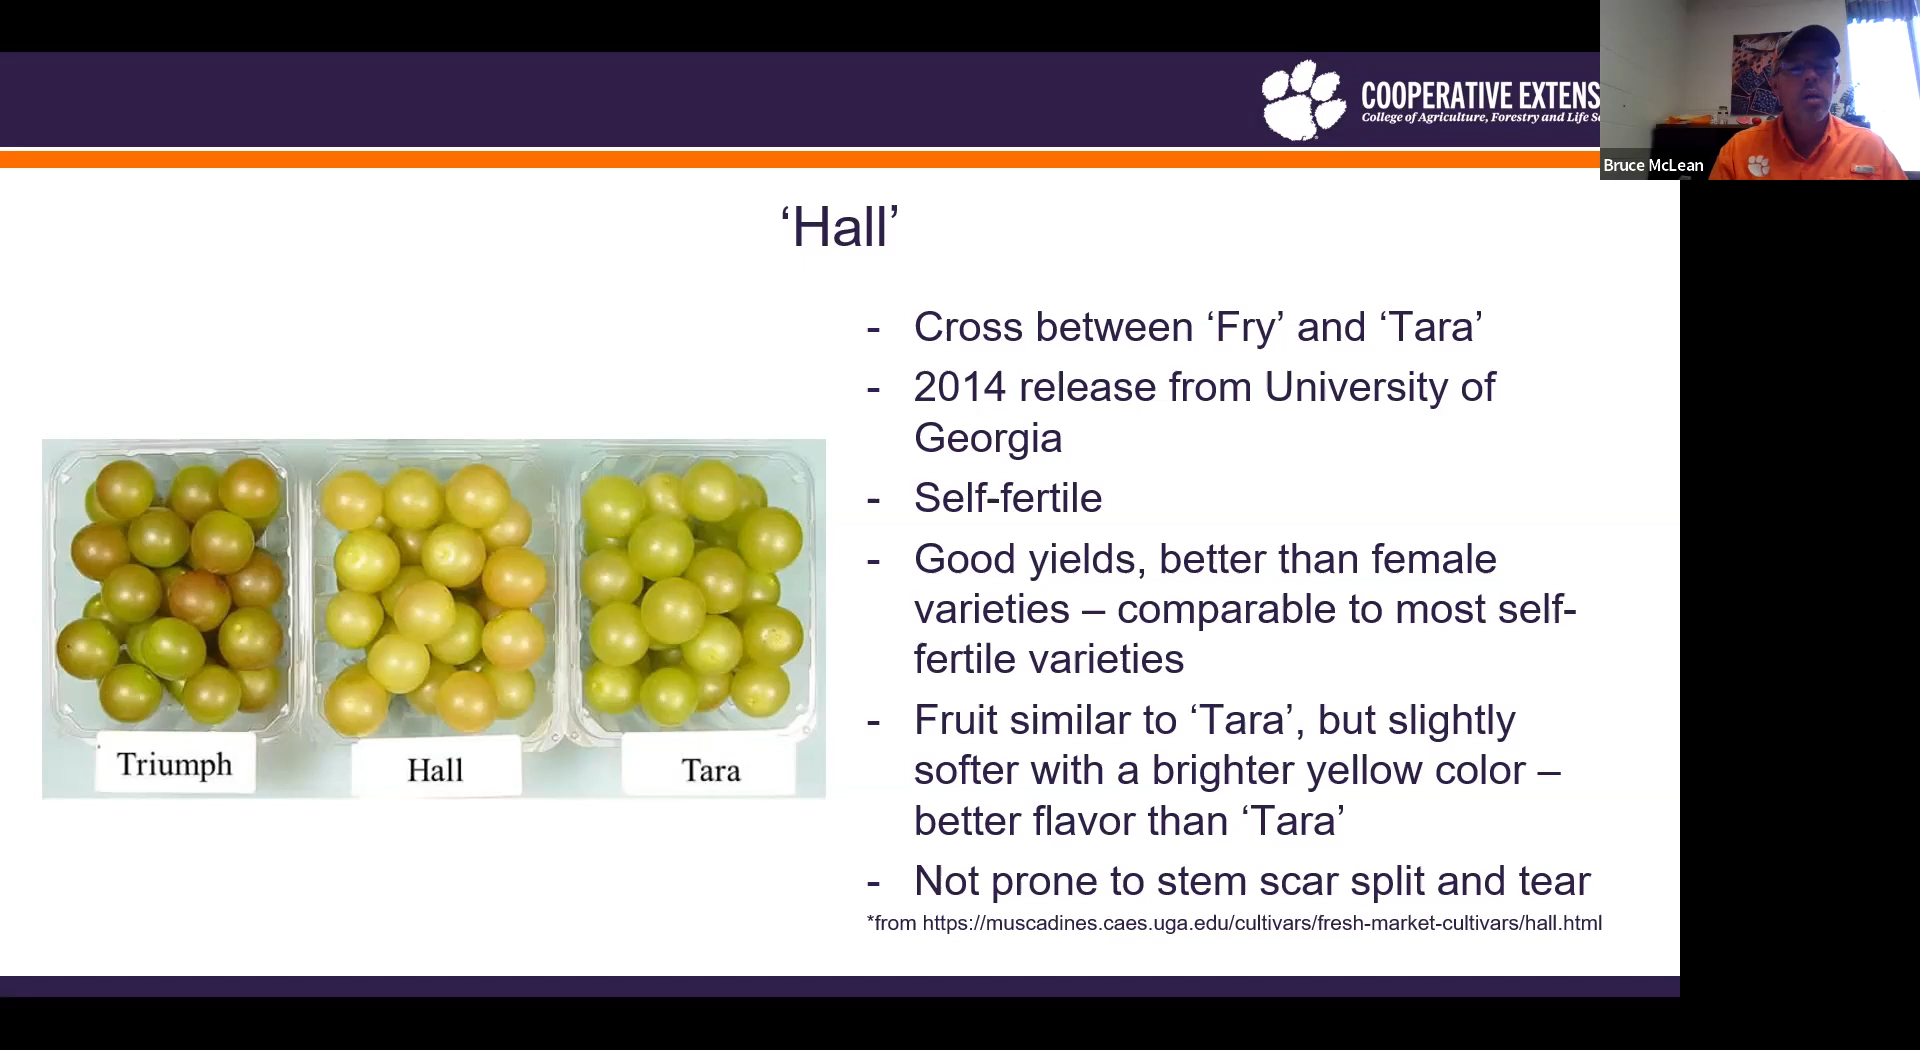 COOPERATIVE EXTENS
College of Agriculture, Forestry and Life
Bruce McLean
‘Hall’
- Cross between ‘Fry’ and ‘Tara’
- 2014 release from University of
Georgia
- Self-fertile
- Good yields, better than female
varieties – comparable to most self-
fertile varieties
- Fruit similar to ‘Tara’, but slightly
softer with a brighter yellow color –
better flavor than ‘Tara’
- Not prone to stem scar split and tear
*from https://muscadines.caes.uga.edu/cultivars/fresh-market-cultivars/hall.html
Triumph
Hall
Tara